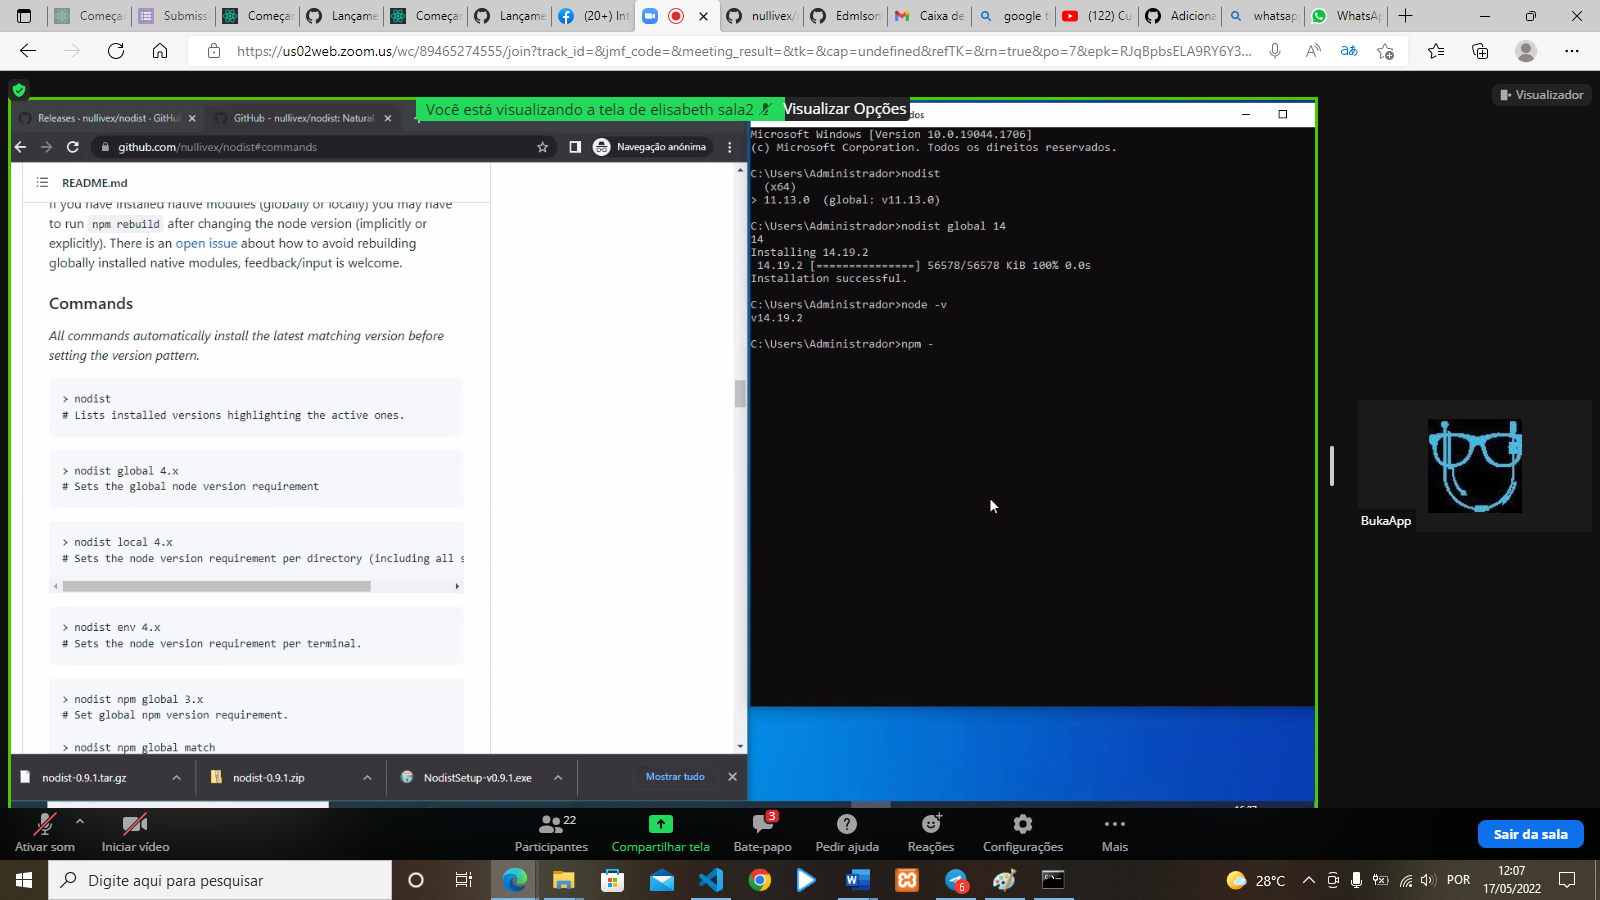 Começar
Submiss
Começar
Lançame
Começar
Lançame
(20+) Int
nullivex/
Edmlson
Caixa de
google t
(122) Cu
Adiciona
whatsap
WhatsAp
https://us02web.zoom.us/wc/89465274555/join?track_id=&jmf_code=&meeting_result=&tk=&cap=undefined&refTK=&rn=true&po=7&epk=RJqBpbsELA9RY6Y3...
Visualizador
Você está visualizando a tela de elisabeth sala2
Visualizar Opções
Releases · nullivex/nodist · GitHu
GitHub - nullivex/nodist: Natural
github.com/nullivex/nodist#commands
Navegação anónima
README.md
If you have installed native modules (globally or locally) you may have
to run npm rebuild after changing the node version (implicitly or
explicitly). There is an open issue about how to avoid rebuilding
globally installed native modules, feedback/input is welcome.
Commands
All commands automatically install the latest matching version before
setting the version pattern.
> nodist
# Lists installed versions highlighting the active ones.
> nodist global 4.x
# Sets the global node version requirement
> nodist local 4.x
# Sets the node version requirement per directory (including all s
> nodist env 4.x
# Sets the node version requirement per terminal.
> nodist npm global 3.x
# Set global npm version requirement.
> nodist npm global match
nodist-0.9.1.tar.gz
nodist-0.9.1.zip
NodistSetup-v0.9.1.exe
Mostrar tudo
dos
Microsoft Windows [Version 10.0.19044.1706]
(c) Microsoft Corporation. Todos os direitos reservados.
C:\Users\Administrador>nodist
(x64)
> 11.13.0 (global: v11.13.0)
C:\Users\Administrador>nodist global 14
14
Installing 14.19.2
14.19.2 [===============] 56578/56578 KiB 100% 0.0s
Installation successful.
C:\Users\Administrador>node -v
v14.19.2
C:\Users\Administrador>npm -
BukaApp
Ativar som
Iniciar vídeo
22
Participantes
Compartilhar tela
3
Bate-papo
Pedir ajuda
Reações
Configurações
Mais
Sair da sala
Digite aqui para pesquisar
6
28°C
POR
12:07
17/05/2022